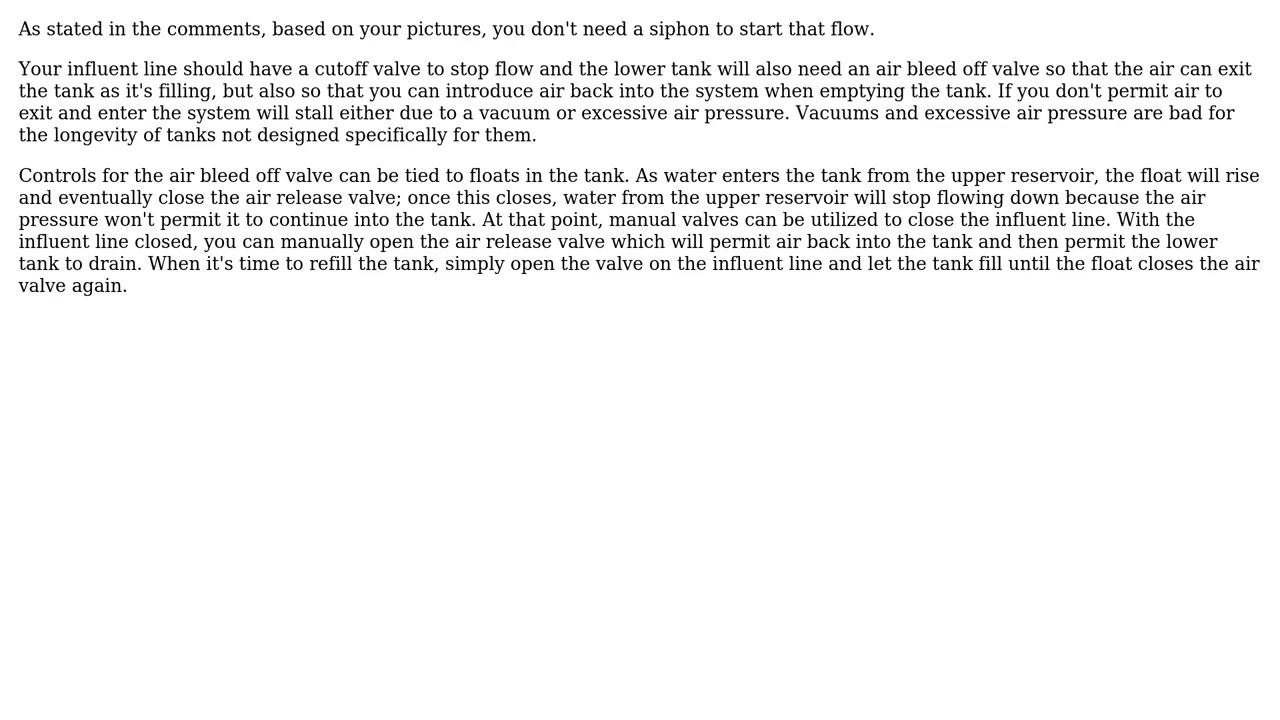 As stated in the comments, based on your pictures, you don't need a siphon to start that flow.
Your influent line should have a cutoff valve to stop flow and the lower tank will also need an air bleed off valve so that the air can exit
the tank as it's filling, but also so that you can introduce air back into the system when emptying the tank. If you don't permit air to
exit and enter the system will stall either due to a vacuum or excessive air pressure. Vacuums and excessive air pressure are bad for
the longevity of tanks not designed specifically for them.
Controls for the air bleed off valve can be tied to floats in the tank. As water enters the tank from the upper reservoir, the float will rise
and eventually close the air release valve; once this closes, water from the upper reservoir will stop flowing down because the air
pressure won't permit it to continue into the tank. At that point, manual valves can be utilized to close the influent line. With the
influent line closed, you can manually open the air release valve which will permit air back into the tank and then permit the lower
tank to drain. When it's time to refill the tank, simply open the valve on the influent line and let the tank fill until the float closes the air
valve again.